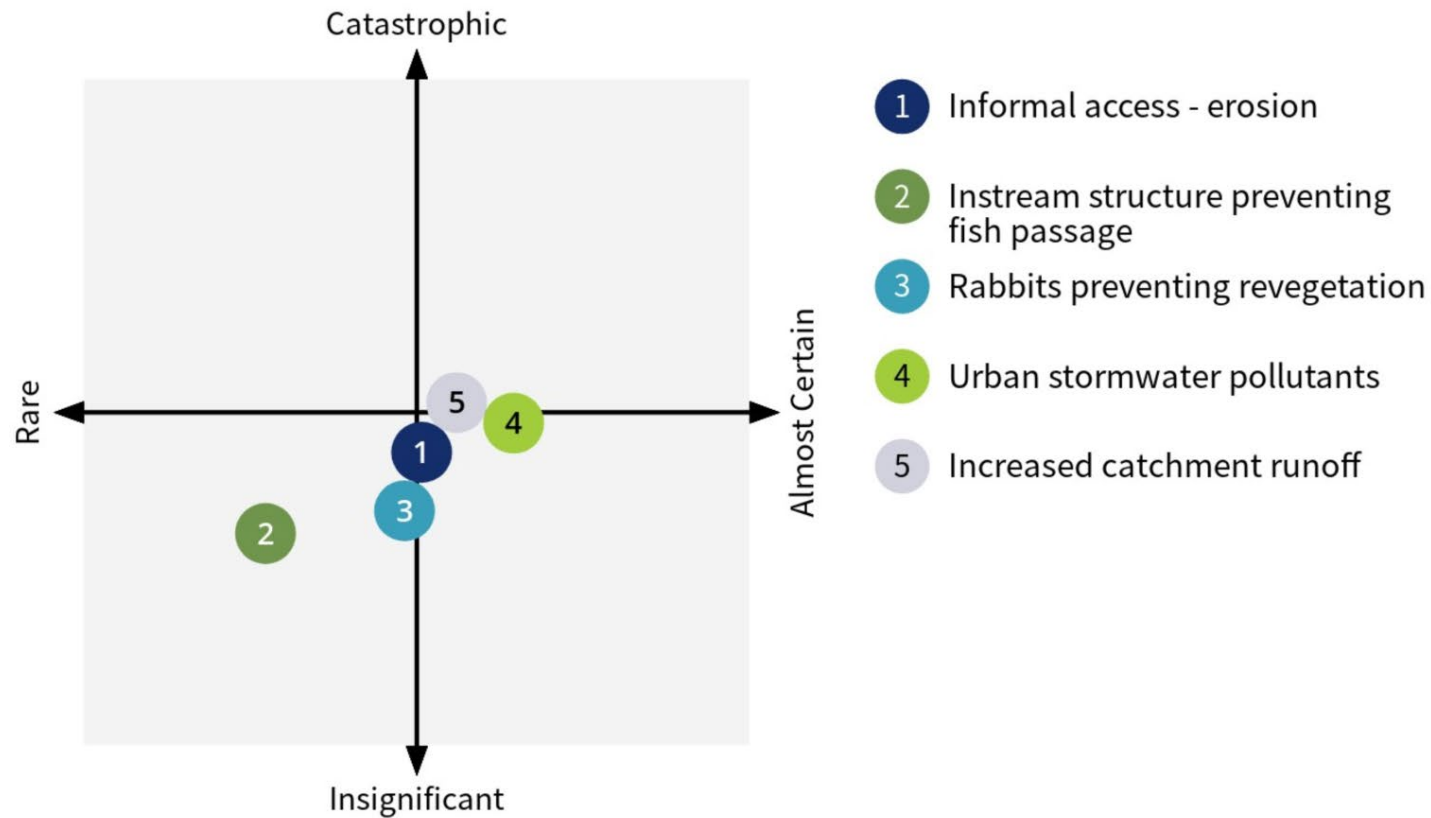 Catastrophic
Rare
Almost Certain
5
4
1
3
2
Insignificant
1 Informal access - erosion
2 Instream structure preventing
fish passage
3 Rabbits preventing revegetation
4 Urban stormwater pollutants
5 Increased catchment runoff